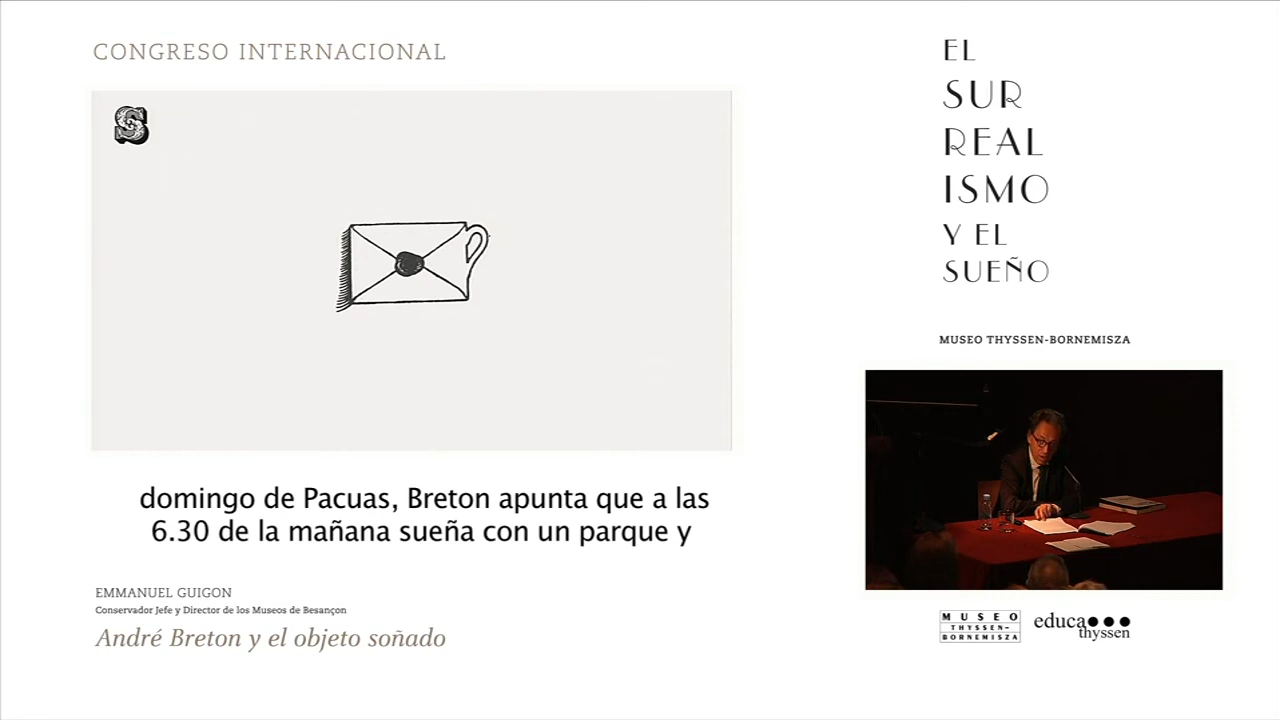 CONGRESO INTERNACIONAL
S
domingo de Pacuas, Breton apunta que a las
6.30 de la mañana sueña con un parque y
EMMANUEL GUIGON
Conservador Jefe y Director de los Museos de Besançon
André Breton y el objeto soñado
EL
SUR
REAL
ISMO
Y EL
SUEÑO
MUSEO THYSSEN-BORNEMISZA
MUSEO
THYSSEN-
BORNEMISZA
educa
thyssen